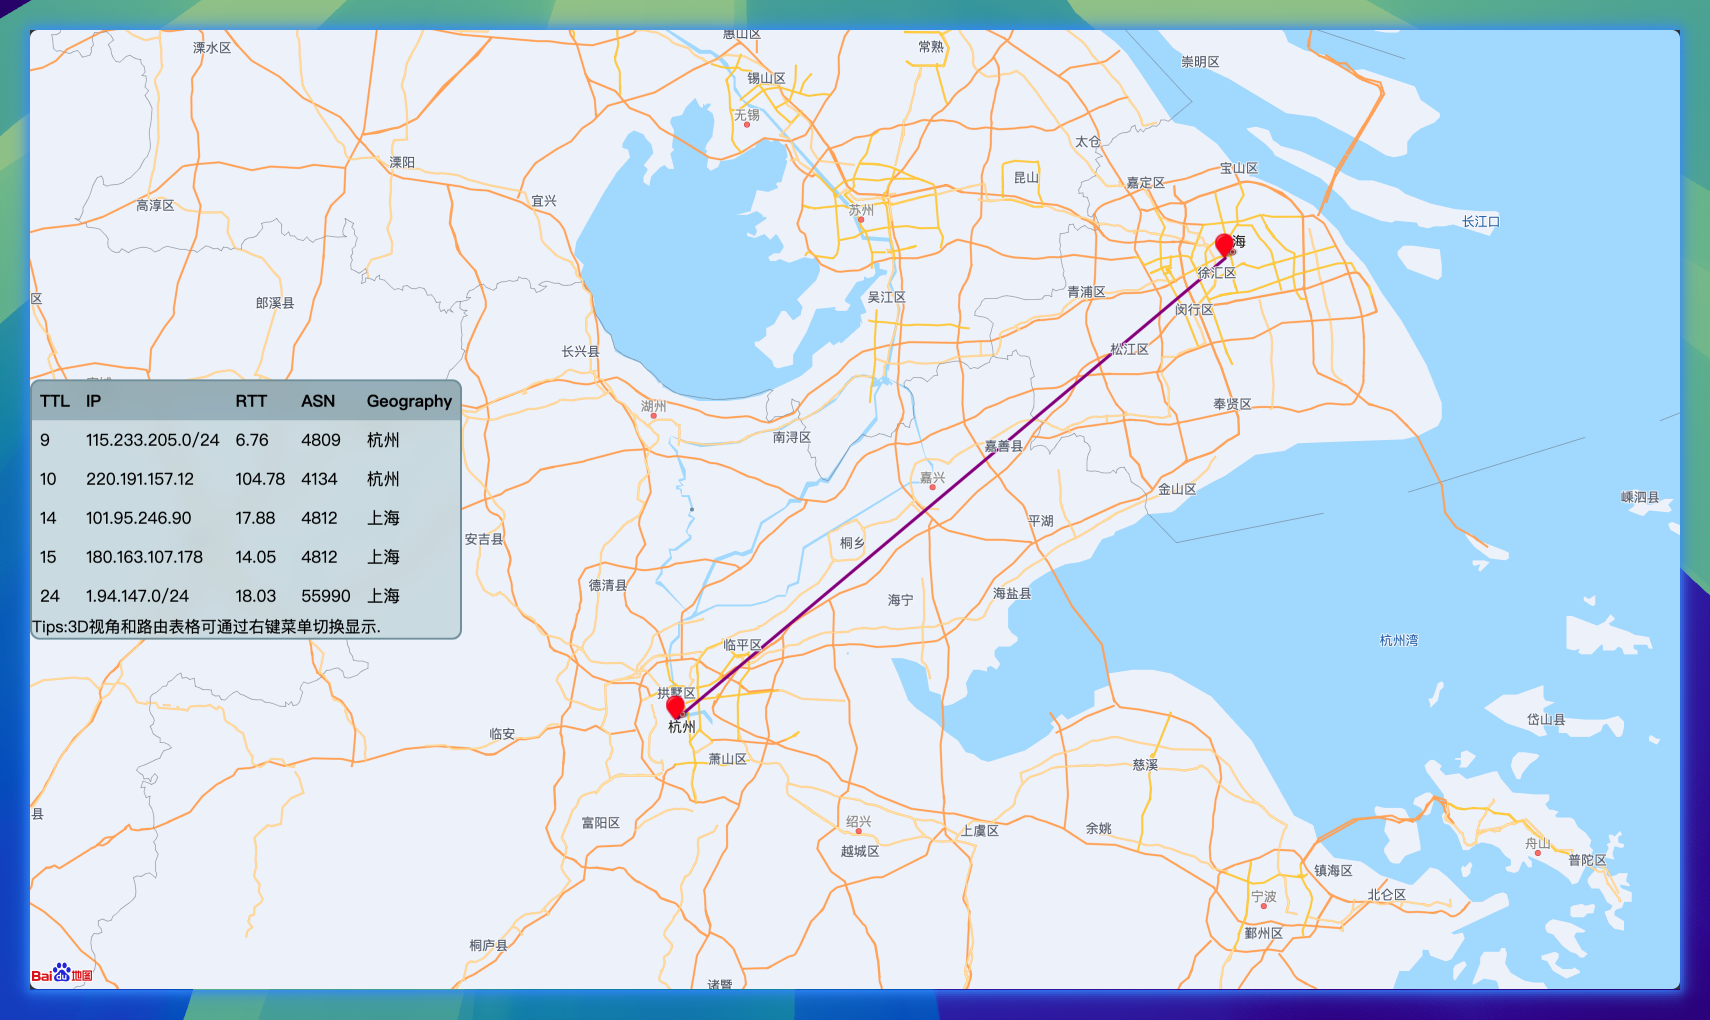 溧水区
惠山区
常熟
崇明区
锡山区
无锡
太仓
溧阳
宝山区
昆山
嘉定区
宜兴
高淳区
苏州
长江口
海
徐汇区
青浦区
吴江区
区
郎溪县
闵行区
长兴县
松江区
TTL IP RTT ASN Geography
湖州
奉贤区
南浔区
9 115.233.205.0/24 6.76 4809 杭州
嘉善县
10 220.191.157.12 104.78 4134 杭州
嘉兴
金山区
嵊泗县
14 101.95.246.90 17.88 4812 上海
平湖
安吉县
桐乡
15 180.163.107.178 14.05 4812 上海
德清县
海盐县
24 1.94.147.0/24 18.03 55990 上海
海宁
Tips:3D视角和路由表格可通过右键菜单切换显示.
杭州湾
临平区
拱墅区
岱山县
杭州
临安
萧山区
慈溪
县
富阳区
绍兴
余姚
上虞区
舟山
越城区
普陀区
镇海区
宁波
北仑区
鄞州区
桐庐县
Bai du 地图
诸暨